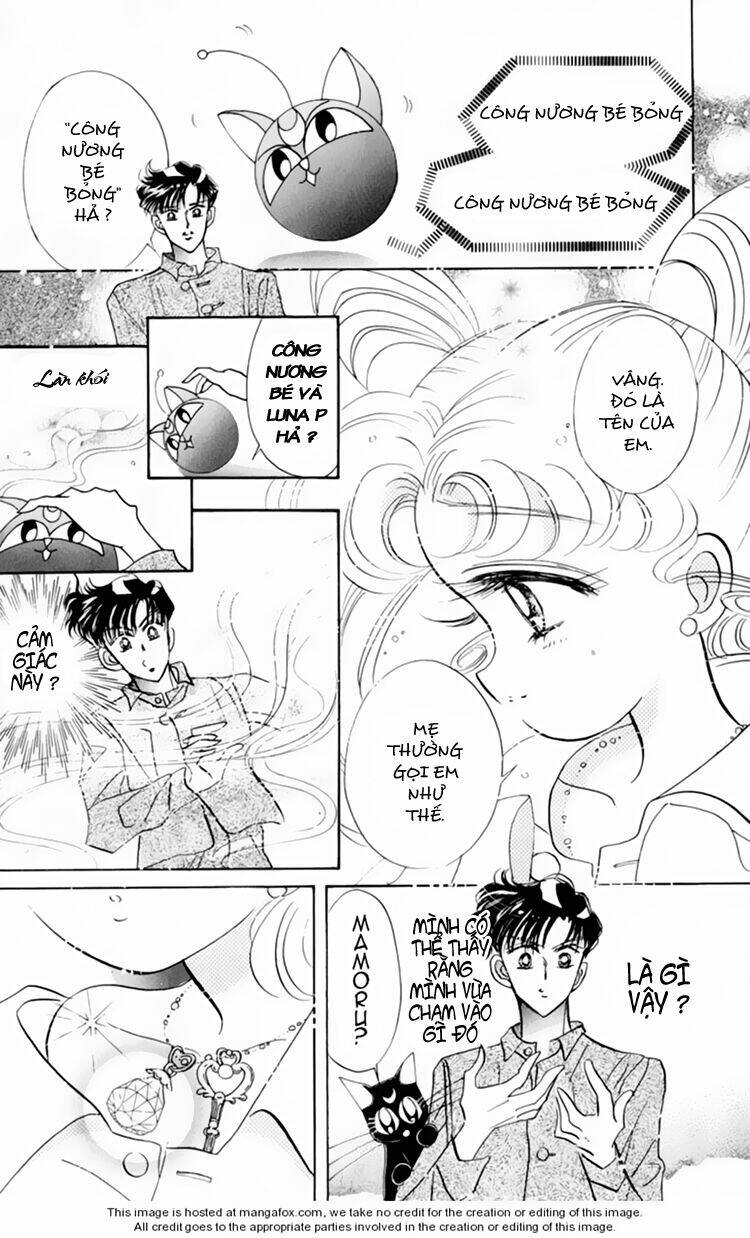 CÔNG NƯƠNG BÉ BỎNG
CÔNG NƯƠNG BÉ BỎNG
"CÔNG
NƯƠNG
BÉ
BỎNG"
HẢ ?
VÂNG.
ĐÓ LÀ
TÊN CỦA
EM.
CÔNG
NƯƠNG
BÉ VÀ
LUNA P
HẢ ?
Làn khói
CẢM
GIÁC
NÀY ?
MẸ
THƯỜNG
GỌI EM
NHƯ
THẾ.
LÀ GÌ
VẬY ?
MÌNH CÓ
THỂ THẤY
RẰNG
MÌNH VỪA
CHẠM VÀO
GÌ ĐÓ
MAMORU?
This image is hosted at mangafox.com, we take no credit for the creation or editing of this image.
All credit goes to the appropriate parties involved in the creation or editing of this image.